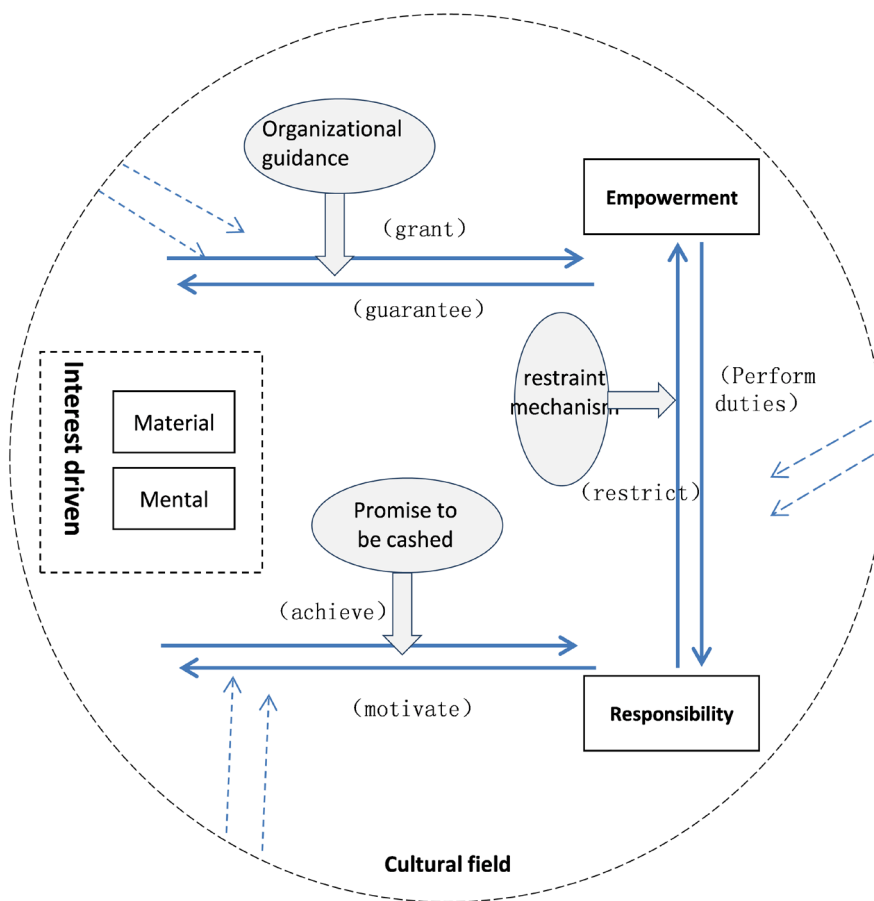 Organizational
guidance
Empowerment
（grant）
（guarantee）
Interest driven
Material
Mental
restraint
mechanism
（Perform
duties）
（restrict）
Promise to
be cashed
（achieve）
（motivate）
Responsibility
Cultural field